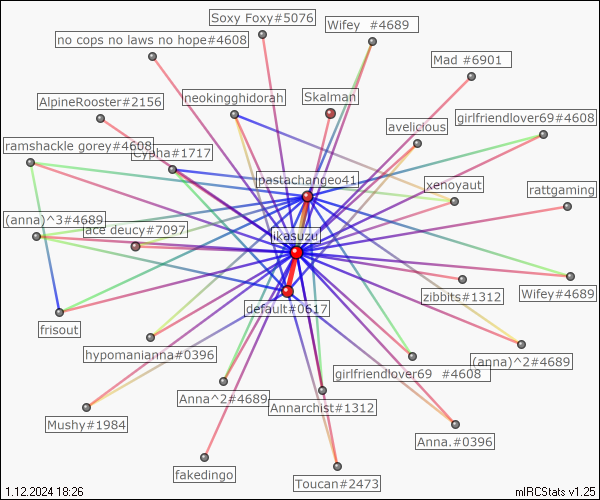 Soxy Foxy#5076
Wifey  #4689
no cops no laws no hope#4608
Mad #6901
AlpineRooster#2156
neokingghidorah
Skalman
girlfriendlover69#4608
avelicious
ramshackle gorey#4608
Cypha#1717
pastachangeo41
xenoyaut
rattgaming
(anna)^3#4689
ace deucy#7097
ikasuzu
zibbits#1312
Wifey#4689
default#0617
frisout
hypomanianna#0396
(anna)^2#4689
girlfriendlover69  #4608
Anna^2#4689
Annarchist#1312
Mushy#1984
Anna.#0396
fakedingo
Toucan#2473
1.12.2024 18:26
mIRCStats v1.25